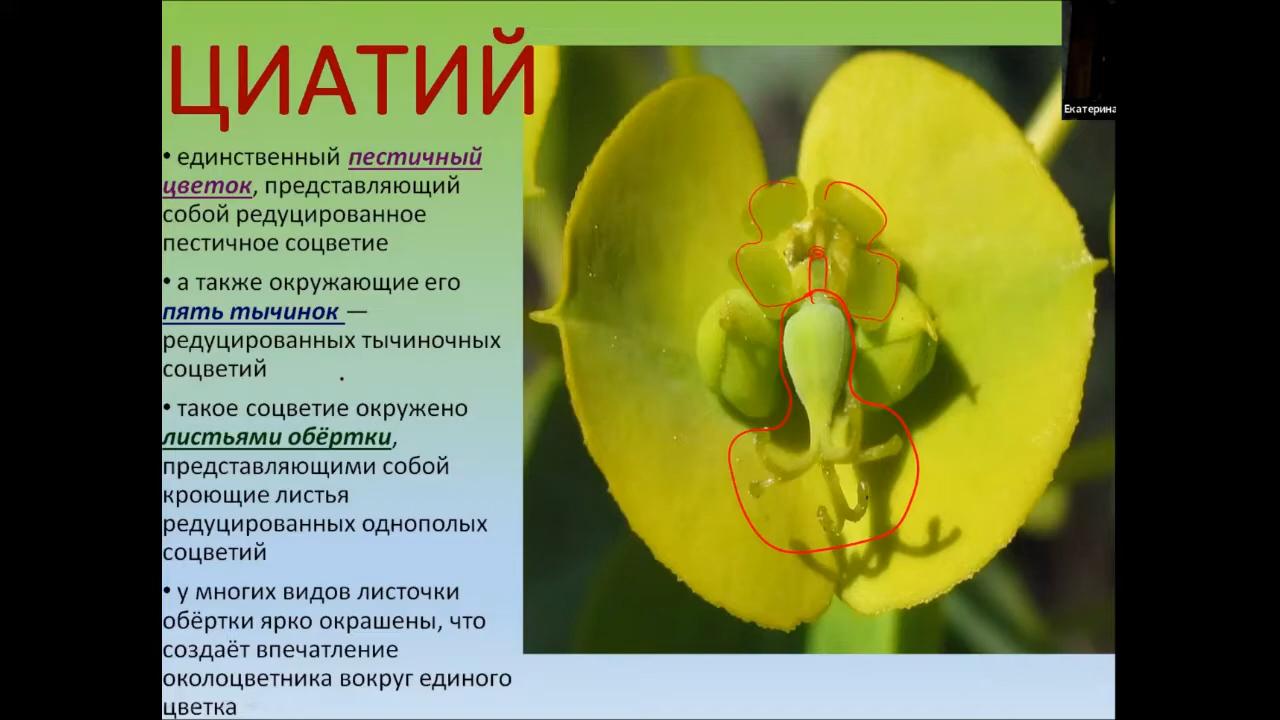 ЦИАТИЙ
• единственный пестичный
цветок, представляющий
собой редуцированное
пестичное соцветие
• а также окружающие его
пять тычинок —
редуцированных тычиночных
соцветий
• такое соцветие окружено
листьями обёртки,
представляющими собой
кроющие листья
редуцированных однополых
соцветий
• у многих видов листочки
обёртки ярко окрашены, что
создаёт впечатление
околоцветника вокруг единого
цветка
Екатерина